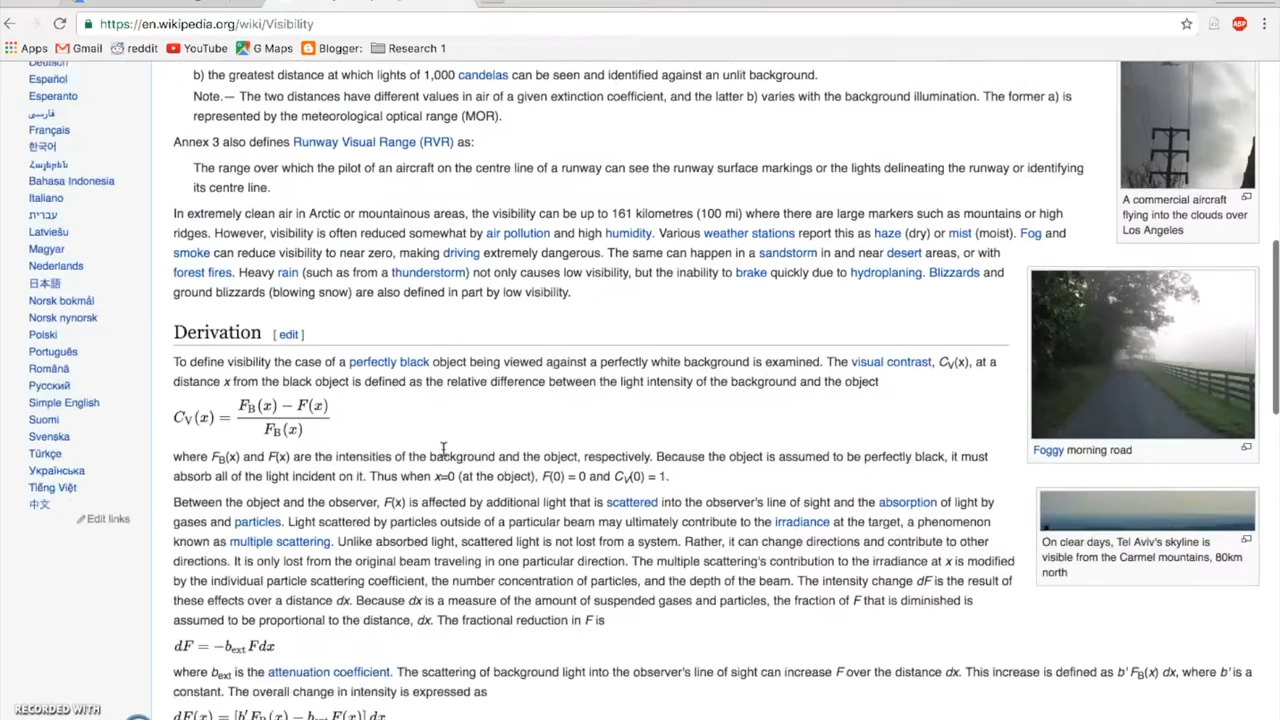 https://en.wikipedia.org/wiki/Visibility
Apps Gmail reddit YouTube G Maps Blogger: Research 1
Deutsch
Español
Esperanto
فارسی
Français
한국어
Հայերեն
Bahasa Indonesia
Italiano
עברית
Latviešu
Magyar
Nederlands
日本語
Norsk bokmål
Norsk nynorsk
Polski
Português
Română
Русский
Simple English
Suomi
Svenska
Türkçe
Українська
Tiếng Việt
中文
Edit links
b) the greatest distance at which lights of 1,000 candelas can be seen and identified against an unlit background.
Note.— The two distances have different values in air of a given extinction coefficient, and the latter b) varies with the background illumination. The former a) is
represented by the meteorological optical range (MOR).
Annex 3 also defines Runway Visual Range (RVR) as:
The range over which the pilot of an aircraft on the centre line of a runway can see the runway surface markings or the lights delineating the runway or identifying
its centre line.
In extremely clean air in Arctic or mountainous areas, the visibility can be up to 161 kilometres (100 mi) where there are large markers such as mountains or high
ridges. However, visibility is often reduced somewhat by air pollution and high humidity. Various weather stations report this as haze (dry) or mist (moist). Fog and
smoke can reduce visibility to near zero, making driving extremely dangerous. The same can happen in a sandstorm in and near desert areas, or with
forest fires. Heavy rain (such as from a thunderstorm) not only causes low visibility, but the inability to brake quickly due to hydroplaning. Blizzards and
ground blizzards (blowing snow) are also defined in part by low visibility.
Derivation [ edit ]
To define visibility the case of a perfectly black object being viewed against a perfectly white background is examined. The visual contrast, CV(x), at a
distance x from the black object is defined as the relative difference between the light intensity of the background and the object
CV(x) = FB(x) − F(x) / FB(x)
where FB(x) and F(x) are the intensities of the background and the object, respectively. Because the object is assumed to be perfectly black, it must
absorb all of the light incident on it. Thus when x=0 (at the object), F(0) = 0 and CV(0) = 1.
Between the object and the observer, F(x) is affected by additional light that is scattered into the observer's line of sight and the absorption of light by
gases and particles. Light scattered by particles outside of a particular beam may ultimately contribute to the irradiance at the target, a phenomenon
known as multiple scattering. Unlike absorbed light, scattered light is not lost from a system. Rather, it can change directions and contribute to other
directions. It is only lost from the original beam traveling in one particular direction. The multiple scattering's contribution to the irradiance at x is modified
by the individual particle scattering coefficient, the number concentration of particles, and the depth of the beam. The intensity change dF is the result of
these effects over a distance dx. Because dx is a measure of the amount of suspended gases and particles, the fraction of F that is diminished is
assumed to be proportional to the distance, dx. The fractional reduction in F is
dF = −bext Fdx
where bext is the attenuation coefficient. The scattering of background light into the observer's line of sight can increase F over the distance dx. This increase is defined as b' FB(x) dx, where b' is a
constant. The overall change in intensity is expressed as
dF(x) = [b′FB(x) − bext F(x)] dx
A commercial aircraft
flying into the clouds over
Los Angeles
Foggy morning road
On clear days, Tel Aviv's skyline is
visible from the Carmel mountains, 80km
north
RECORDED WITH
ABP